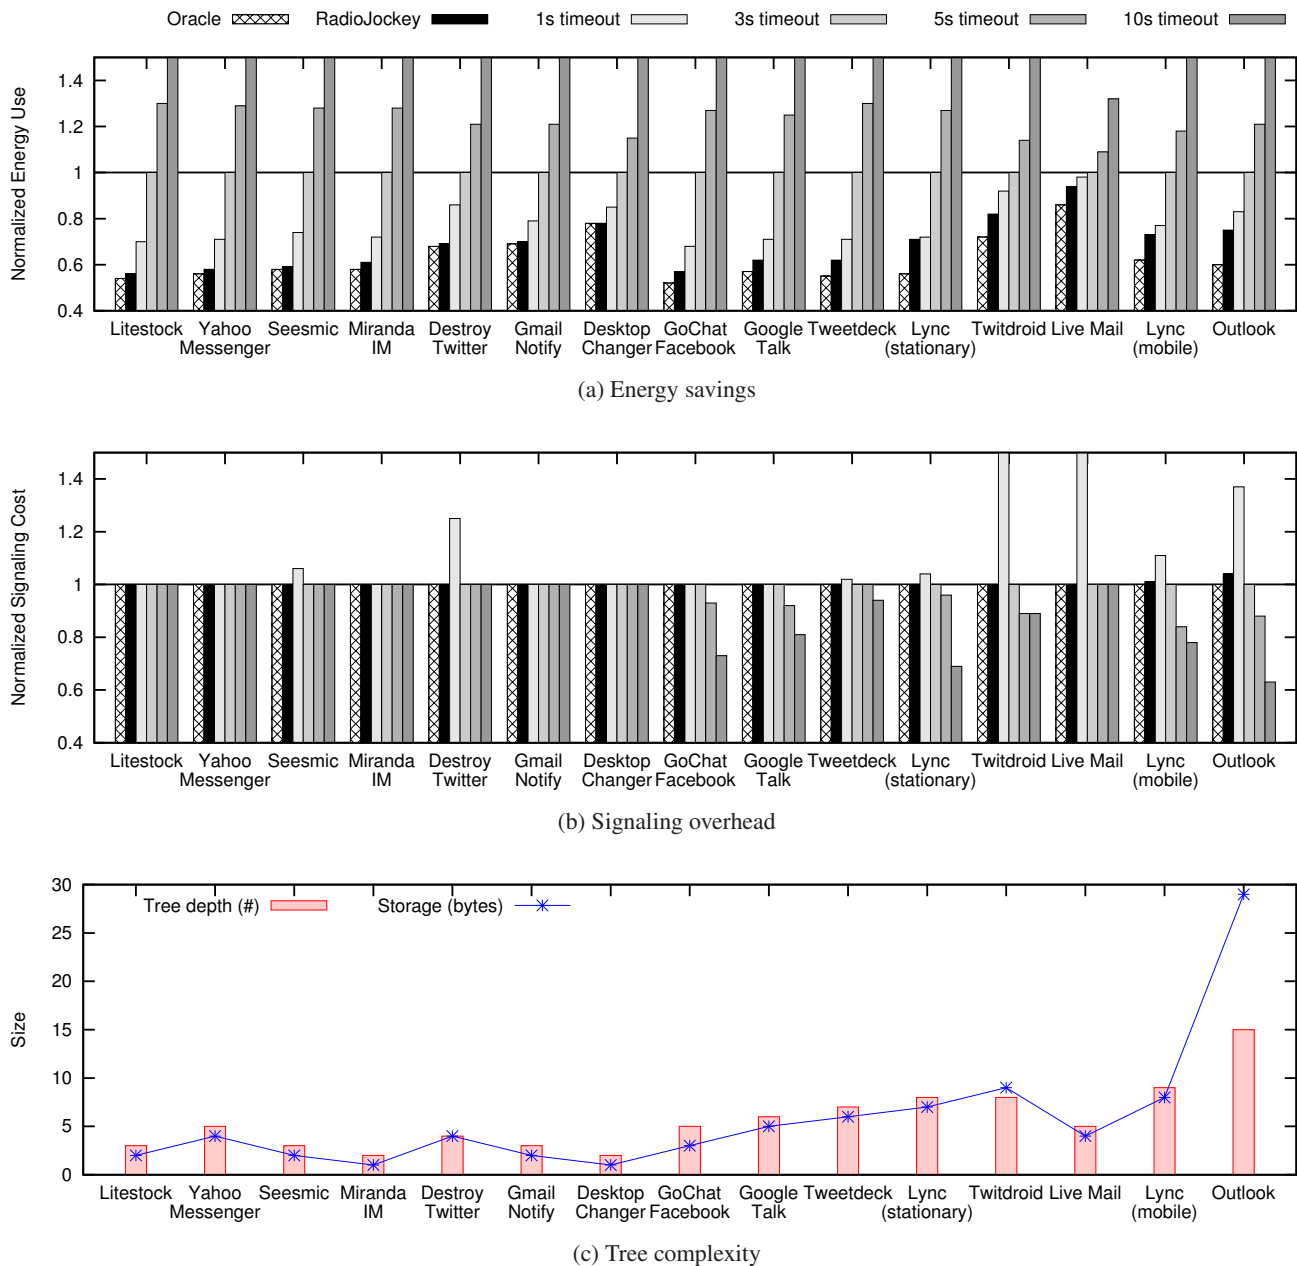 Oracle RadioJockey 1s timeout 3s timeout 5s timeout 10s timeout
Normalized Energy Use
1.4
1.2
1
0.8
0.6
0.4
Litestock Yahoo Seesmic Miranda Destroy Gmail Desktop GoChat Google Tweetdeck Lync Twitdroid Live Mail Lync Outlook
Messenger IM Twitter Notify Changer Facebook Talk (stationary) (mobile)
(a) Energy savings
Normalized Signaling Cost
1.4
1.2
1
0.8
0.6
0.4
Litestock Yahoo Seesmic Miranda Destroy Gmail Desktop GoChat Google Tweetdeck Lync Twitdroid Live Mail Lync Outlook
Messenger IM Twitter Notify Changer Facebook Talk (stationary) (mobile)
(b) Signaling overhead
Size
30
Tree depth (#) Storage (bytes)
25
20
15
10
5
0
Litestock Yahoo Seesmic Miranda Destroy Gmail Desktop GoChat Google Tweetdeck Lync Twitdroid Live Mail Lync Outlook
Messenger IM Twitter Notify Changer Facebook Talk (stationary) (mobile)
(c) Tree complexity